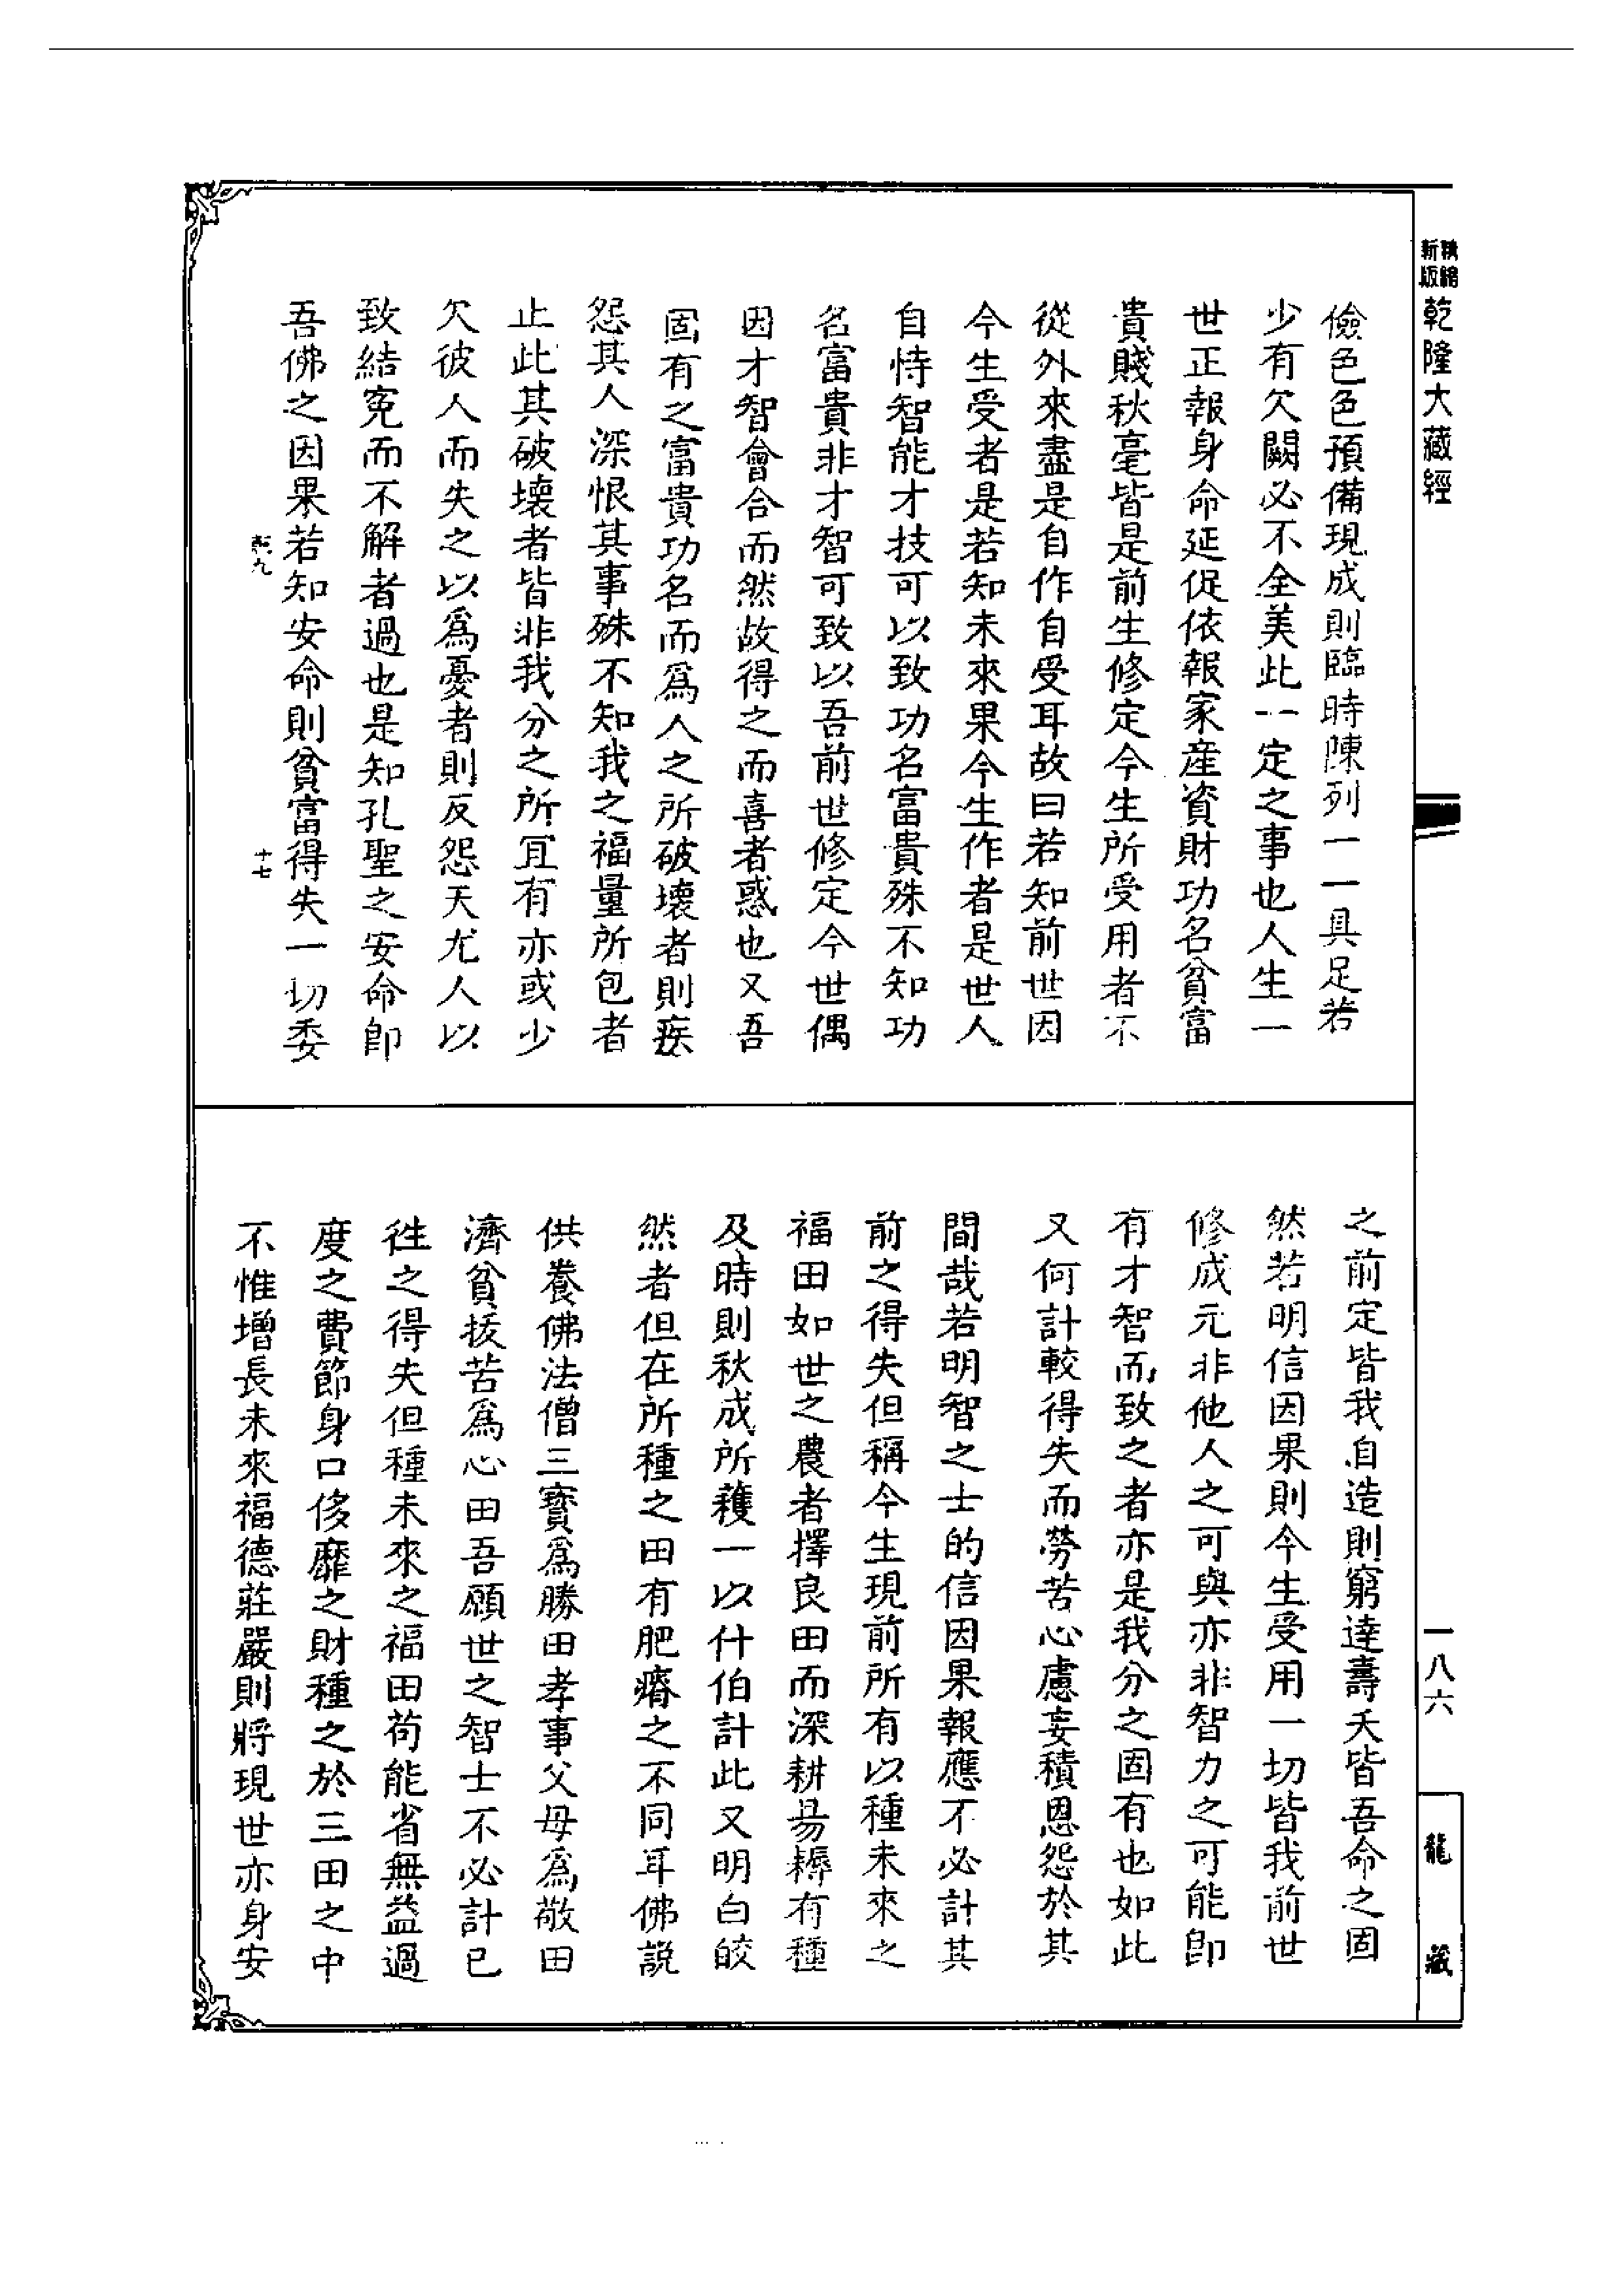 精縮
新版
乾隆大藏經
儉色色預備現成則臨時陳列一一具足若
少有欠闕必不全美此一定之事也人生一
世正報身命延促依報家產資財功名貧富
貴賤秋毫皆是前生修定今生所受用者不
從外來盡是自作自受耳故曰若知前世因
今生受者是若知未來果今生作者是世人
自恃智能才技可以致功名富貴殊不知功
名富貴非才智可致以吾前世修定今世偶
因才智會合而然故得之而喜者惑也又吾
固有之富貴功名而為人之所破壞者則疾
怨其人深恨其事殊不知我之福量所包者
止此其破壞者皆非我分之所宜有亦或少
欠彼人而失之以為憂者則反怨天尤人以
致結冤而不解者過也是知孔聖之安命即
吾佛之因果若知安命則貧富得失一切委
十七
之前定皆我自造則窮達壽夭皆吾命之固
然若明信因果則今生受用一切皆我前世
修成元非他人之可與亦非智力之可能即
有才智而致之者亦是我分之固有也如此
又何計較得失而勞苦心慮妄積恩怨於其
間哉若明智之士的信因果報應不必計其
前之得失但稱今生現前所有以種未來之
福田如世之農者擇良田而深耕易耨有種
及時則秋成所穫一以什伯計此又明白皎
然者但在所種之田有肥瘠之不同耳佛說
供養佛法僧三寶為勝田孝事父母為敬田
濟貧拔苦為心田吾願世之智士不必計已
往之得失但種未來之福田苟能省無益過
度之費節身口侈靡之財種之於三田之中
不惟增長未來福德莊嚴則將現世亦身安
一八六
龍藏